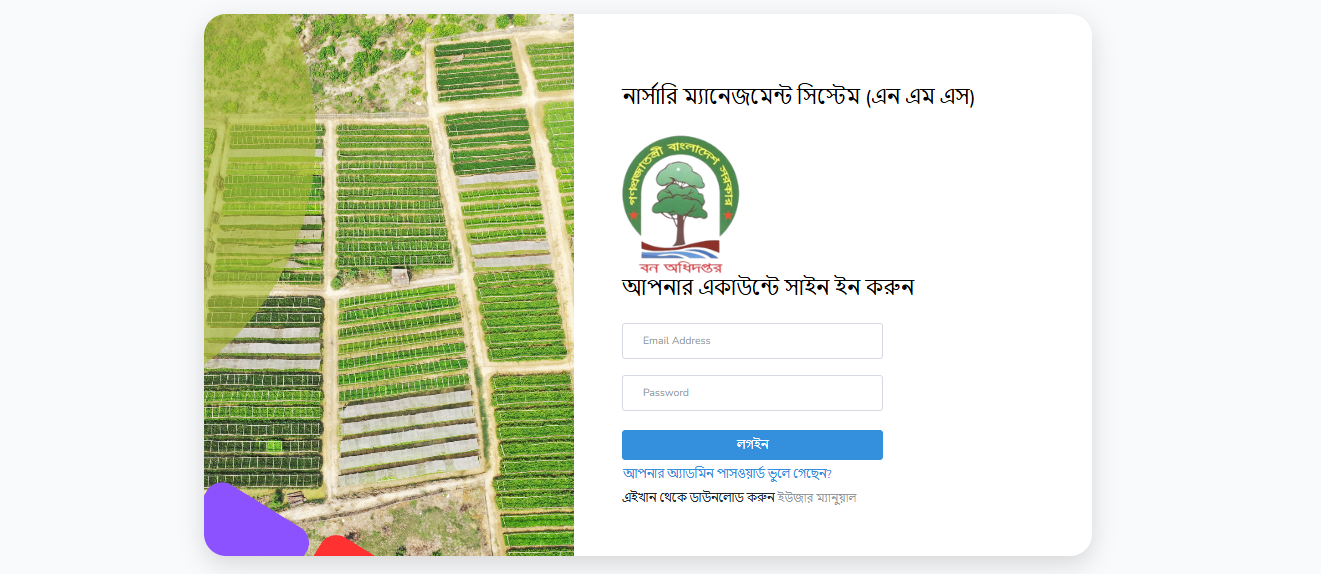 নার্সারি ম্যানেজমেন্ট সিস্টেম (এন এম এস)
গণপ্রজাতন্ত্রী বাংলাদেশ সরকার
বন অধিদপ্তর
আপনার একাউন্টে সাইন ইন করুন
Email Address
Password
লগইন
আপনার অ্যাডমিন পাসওয়ার্ড ভুলে গেছেন?
এইখান থেকে ডাউনলোড করুন ইউজার ম্যানুয়াল